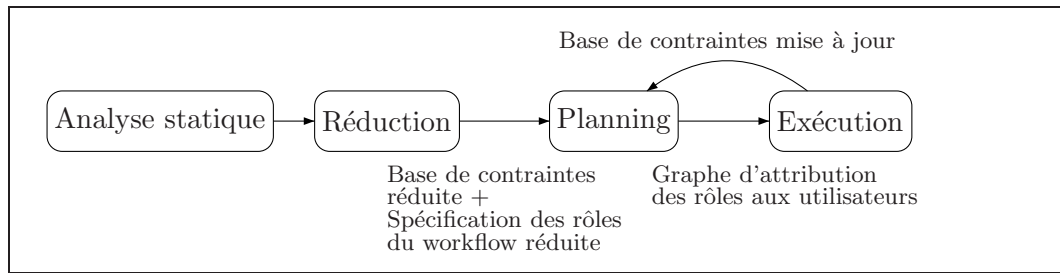 Base de contraintes mise à jour
Analyse statique
Réduction
Planning
Exécution
Base de contraintes
réduite +
Spécification des rôles
du workflow réduite
Graphe d'attribution
des rôles aux utilisateurs